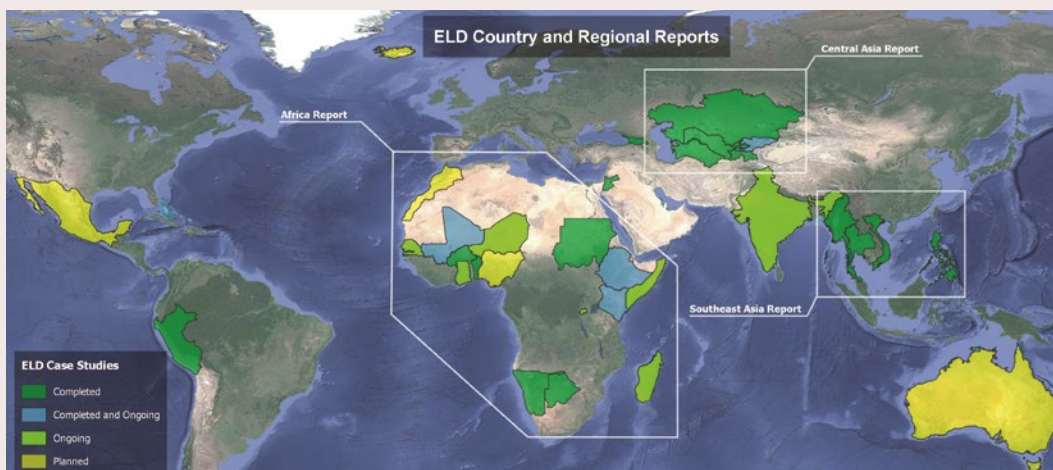 ELD Country and Regional Reports
Central Asia Report
Africa Report
Southeast Asia Report
ELD Case Studies
Completed
Completed and Ongoing
Ongoing
Planned